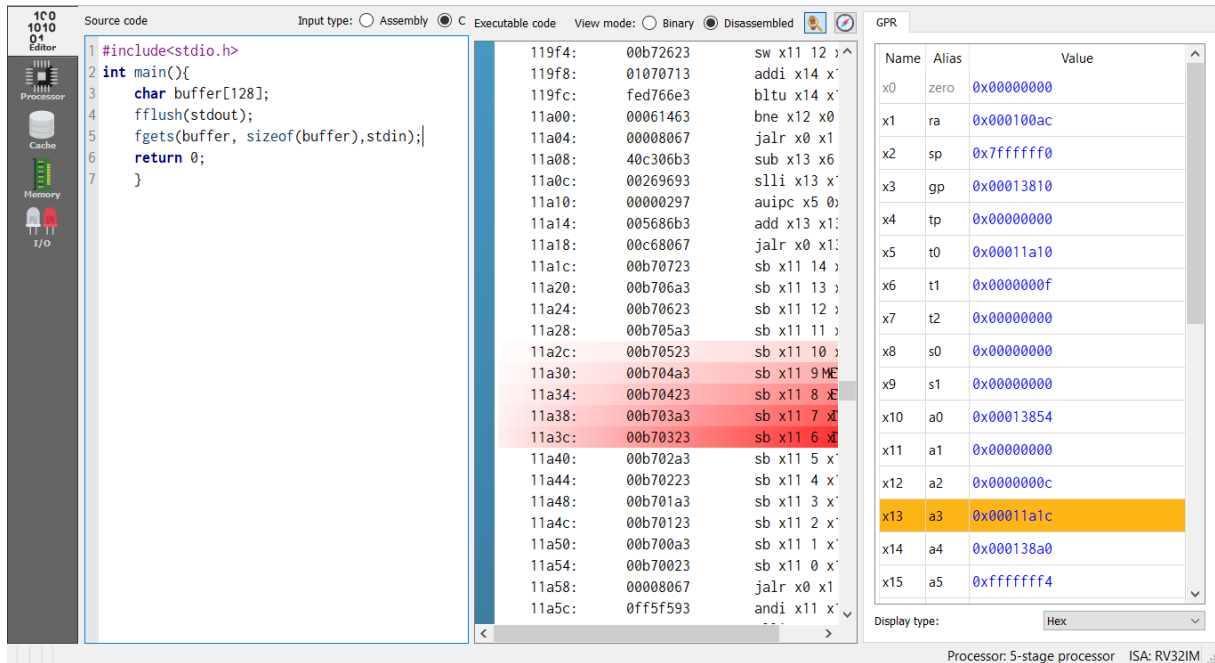 Editor
Processor
Cache
Memory
I/O
Source code Input type: Assembly C
1 #include<stdio.h>
2 int main(){
3 char buffer[128];
4 fflush(stdout);
5 fgets(buffer, sizeof(buffer),stdin);
6 return 0;
7 }
Executable code View mode: Binary Disassembled
119f4: 00b72623 sw x11 12
119f8: 01070713 addi x14
119fc: fed766e3 bltu x14
11a00: 00061463 bne x12 x0
11a04: 00008067 jalr x0 x1
11a08: 40c306b3 sub x13 x6
11a0c: 00269693 slli x13
11a10: 00000297 auipc x5
11a14: 005686b3 add x13
11a18: 00c68067 jalr x0
11a1c: 00b70723 sb x11 14
11a20: 00b706a3 sb x11 13
11a24: 00b70623 sb x11 12
11a28: 00b705a3 sb x11 11
11a2c: 00b70523 sb x11 10
11a30: 00b704a3 sb x11 9
11a34: 00b70423 sb x11 8
11a38: 00b703a3 sb x11 7
11a3c: 00b70323 sb x11 6
11a40: 00b702a3 sb x11 5
11a44: 00b70223 sb x11 4
11a48: 00b701a3 sb x11 3
11a4c: 00b70123 sb x11 2
11a50: 00b700a3 sb x11 1
11a54: 00b70023 sb x11 0
11a58: 00008067 jalr x0 x1
11a5c: 0ff5f593 andi x11
GPR
Name Alias Value
x0 zero 0x00000000
x1 ra 0x000100ac
x2 sp 0x7ffffff0
x3 gp 0x00013810
x4 tp 0x00000000
x5 t0 0x00011a10
x6 t1 0x0000000f
x7 t2 0x00000000
x8 s0 0x00000000
x9 s1 0x00000000
x10 a0 0x00013854
x11 a1 0x00000000
x12 a2 0x0000000c
x13 a3 0x00011a1c
x14 a4 0x000138a0
x15 a5 0xfffffff4
Display type: Hex
Processor: 5-stage processor ISA: RV32IM